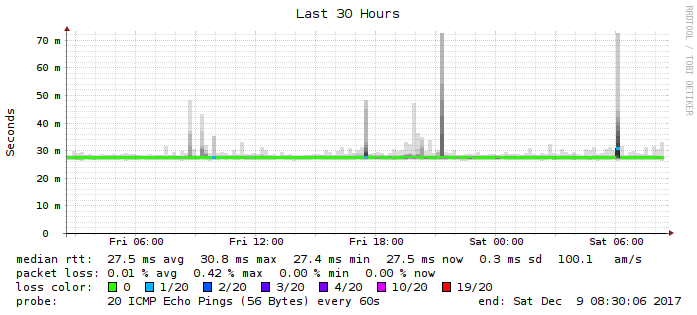 Last 30 Hours
RRDTOOL / TOBI OETIKER
Seconds
70 m
60 m
50 m
40 m
30 m
20 m
10 m
0
Fri 06:00 Fri 12:00 Fri 18:00 Sat 00:00 Sat 06:00
median rtt: 27.5 ms avg 30.8 ms max 27.4 ms min 27.5 ms now 0.3 ms sd 100.1 am/s
packet loss: 0.01 % avg 0.42 % max 0.00 % min 0.00 % now
loss color: 0 1/20 2/20 3/20 4/20 10/20 19/20
probe: 20 ICMP Echo Pings (56 Bytes) every 60s end: Sat Dec 9 08:30:06 2017